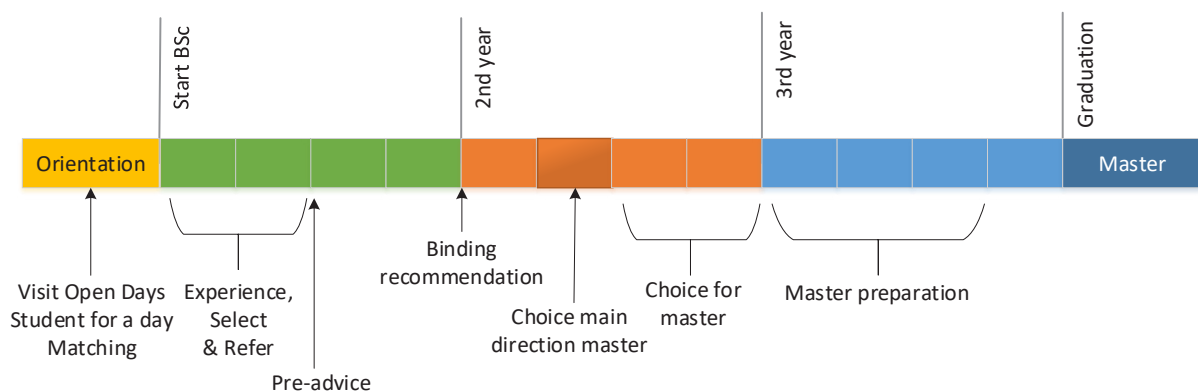 Start BSc
2nd year
3rd year
Graduation
Orientation
Master
Visit Open Days
Student for a day
Matching
Experience,
Select
& Refer
Pre-advice
Binding
recommendation
Choice main
direction master
Choice for
master
Master preparation